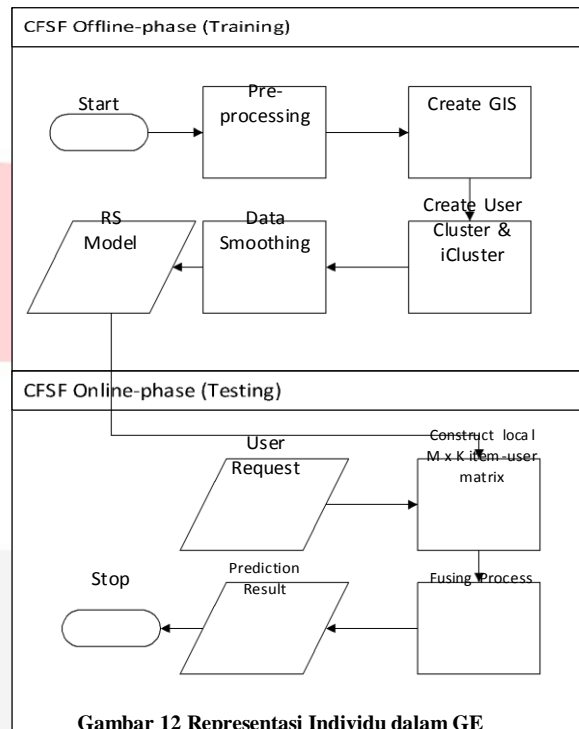 CFSF Offline-phase (Training)
Start
Pre-
processing
Create GIS
Create User
Cluster &
iCluster
Data
Smoothing
RS
Model
CFSF Online-phase (Testing)
User
Request
Construct local
M x K item-user
matrix
Fusing Process
Prediction
Result
Stop
Gambar 12 Representasi Individu dalam GE